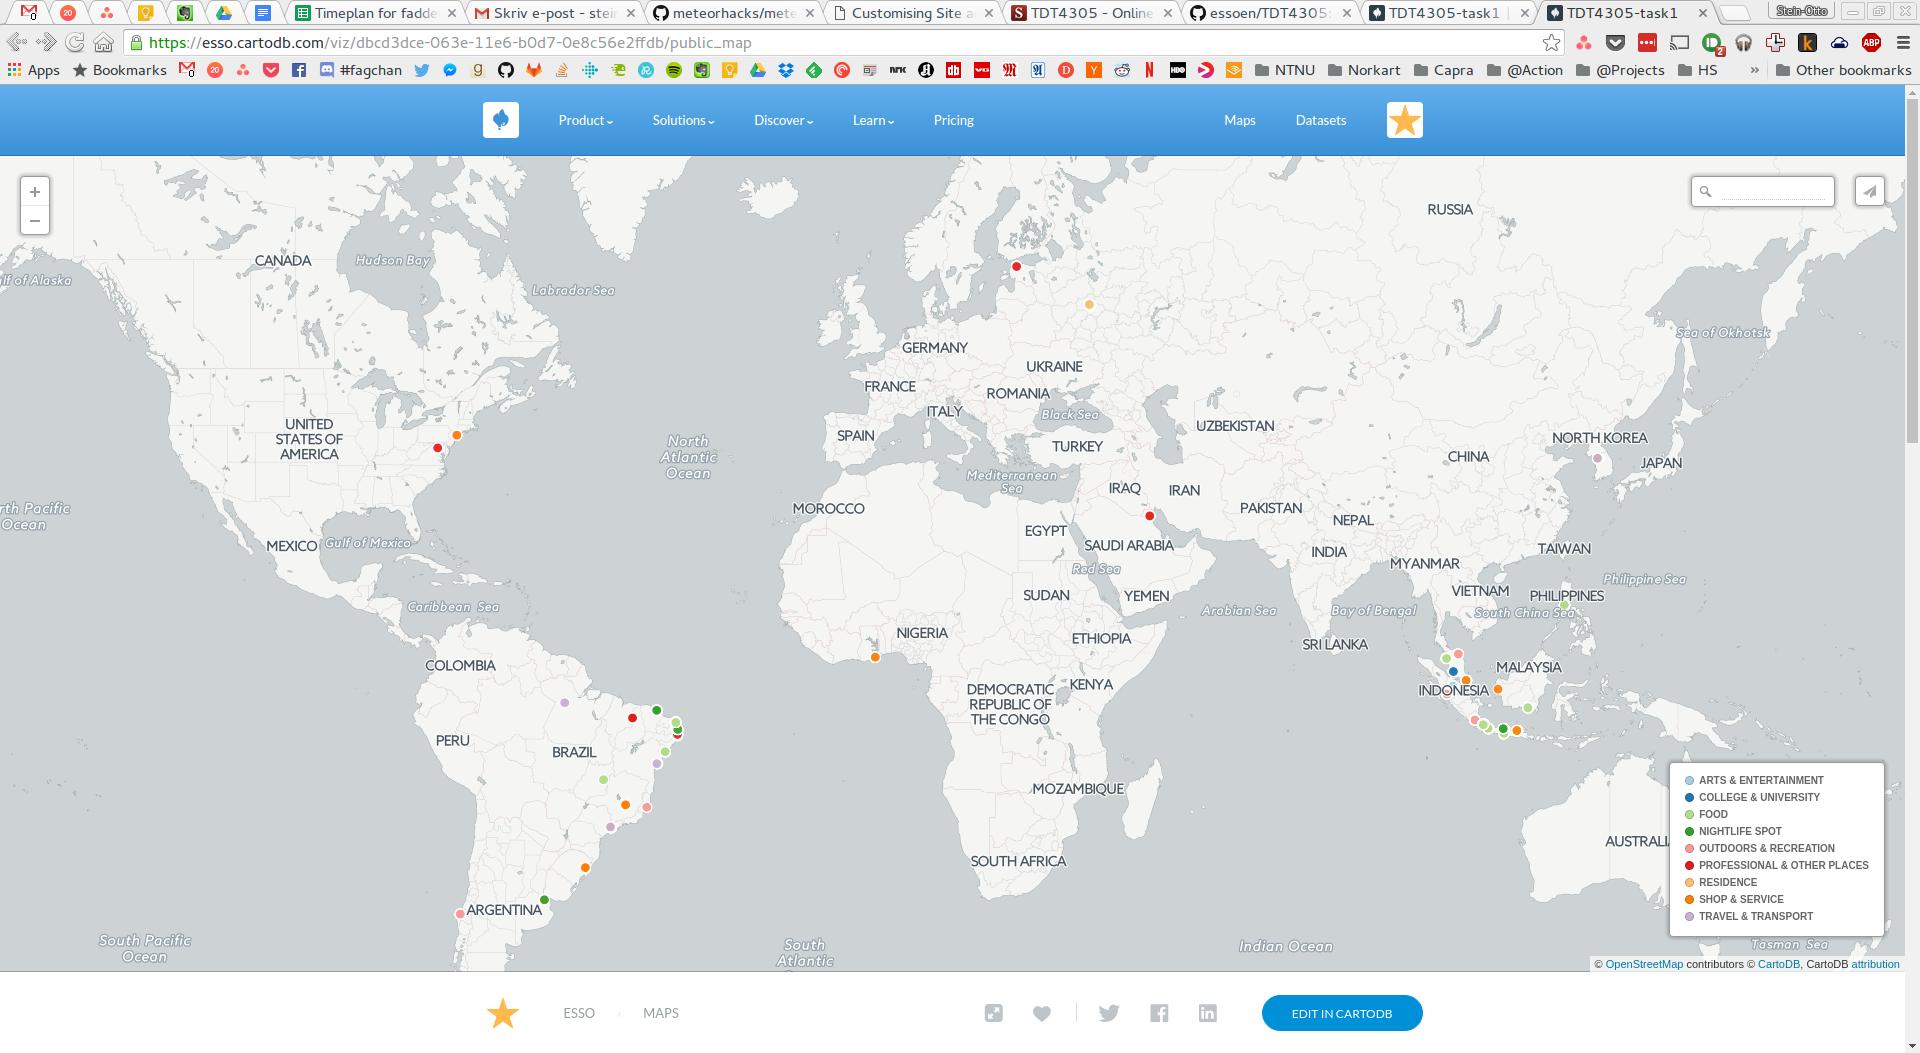 Timeplan for fadde
Skriv e-post - stei
meteorhacks/mete
Customising Site a
TDT4305 - Online
essoen/TDT4305
TDT4305-task1 |
TDT4305-task1
Stein-Otto
https://esso.cartodb.com/viz/dbcd3dce-063e-11e6-b0d7-0e8c56e2ffdb/public_map
Apps
Bookmarks
#fagchan
NTNU
Norkart
Capra
@Action
@Projects
HS
»
Other bookmarks
Product
Solutions
Discover
Learn
Pricing
Maps
Datasets
+
−
RUSSIA
CANADA
Hudson Bay
lf of Alaska
Labrador Sea
Sea of Okhotsk
GERMANY
UKRAINE
FRANCE
ROMANIA
ITALY
Black Sea
UNITED
STATES OF
AMERICA
SPAIN
UZBEKISTAN
NORTH KOREA
TURKEY
CHINA
JAPAN
North
Atlantic
Ocean
Mediterranean
Sea
IRAQ
IRAN
MOROCCO
PAKISTAN
NEPAL
rth Pacific
Ocean
EGYPT
MEXICO
Gulf of Mexico
SAUDI ARABIA
INDIA
TAIWAN
Red Sea
MYANMAR
Philippine Sea
SUDAN
YEMEN
VIETNAM
PHILIPPINES
Caribbean Sea
Arabian Sea
Bay of Bengal
South China Sea
NIGERIA
ETHIOPIA
SRI LANKA
COLOMBIA
MALAYSIA
DEMOCRATIC
REPUBLIC OF
THE CONGO
KENYA
INDONESIA
PERU
BRAZIL
MOZAMBIQUE
AUSTRALIA
SOUTH AFRICA
ARGENTINA
South Pacific
Ocean
South
Atlantic
Indian Ocean
Tasman Sea
ARTS & ENTERTAINMENT
COLLEGE & UNIVERSITY
FOOD
NIGHTLIFE SPOT
OUTDOORS & RECREATION
PROFESSIONAL & OTHER PLACES
RESIDENCE
SHOP & SERVICE
TRAVEL & TRANSPORT
© OpenStreetMap contributors © CartoDB, CartoDB attribution
ESSO
MAPS
EDIT IN CARTODB